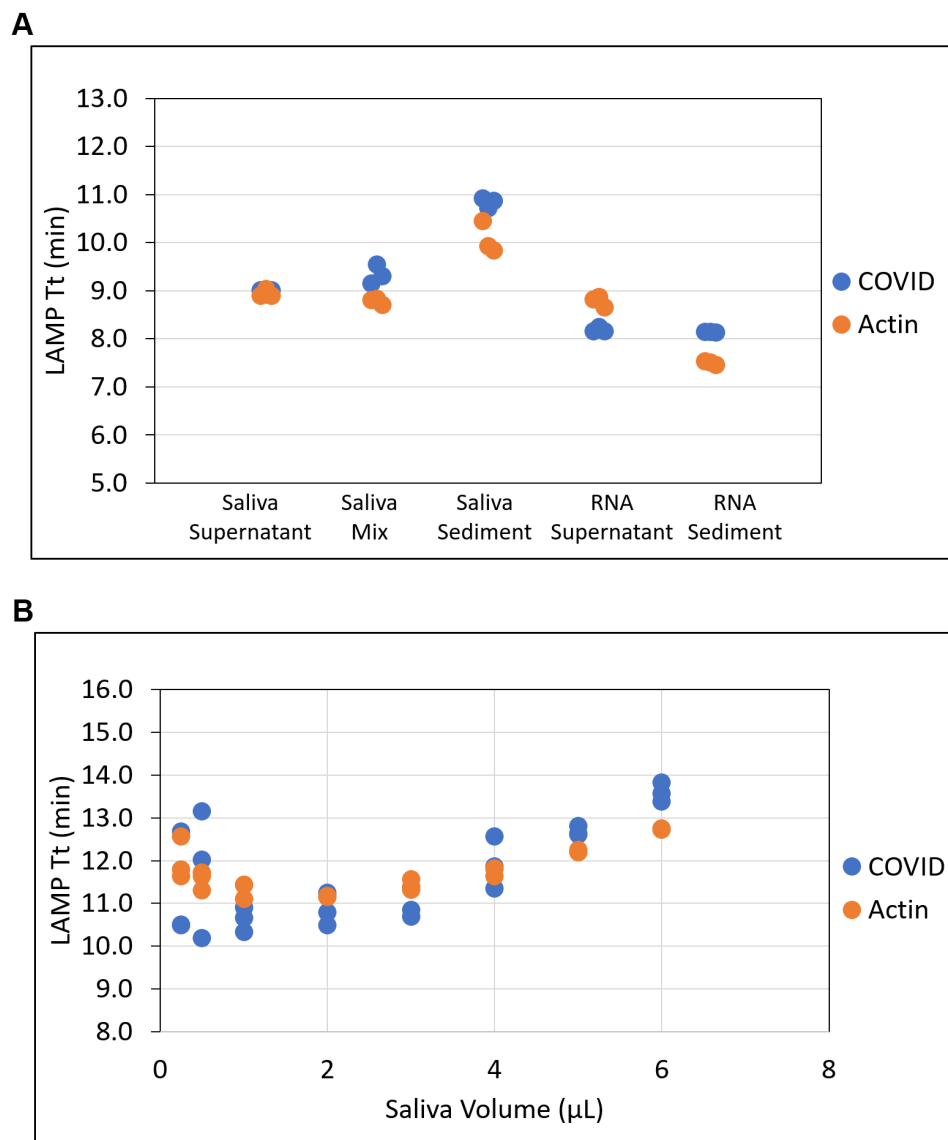 A
13.0
12.0
11.0
10.0
9.0
8.0
7.0
6.0
5.0
LAMP Tt (min)
Saliva Saliva Saliva RNA RNA
Supernatant Mix Sediment Supernatant Sediment
COVID
Actin
B
16.0
15.0
14.0
13.0
12.0
11.0
10.0
9.0
8.0
LAMP Tt (min)
0 2 4 6 8
Saliva Volume (µL)
COVID
Actin